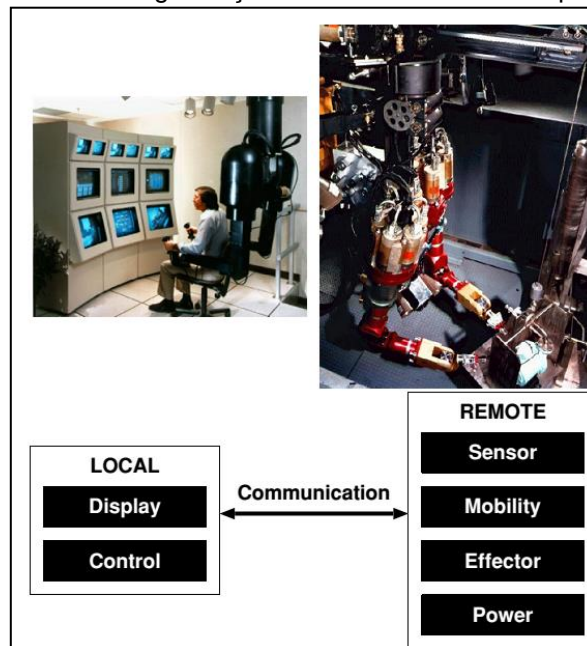 REMOTE
Sensor
LOCAL
Communication
Display
Mobility
Control
Effector
Power